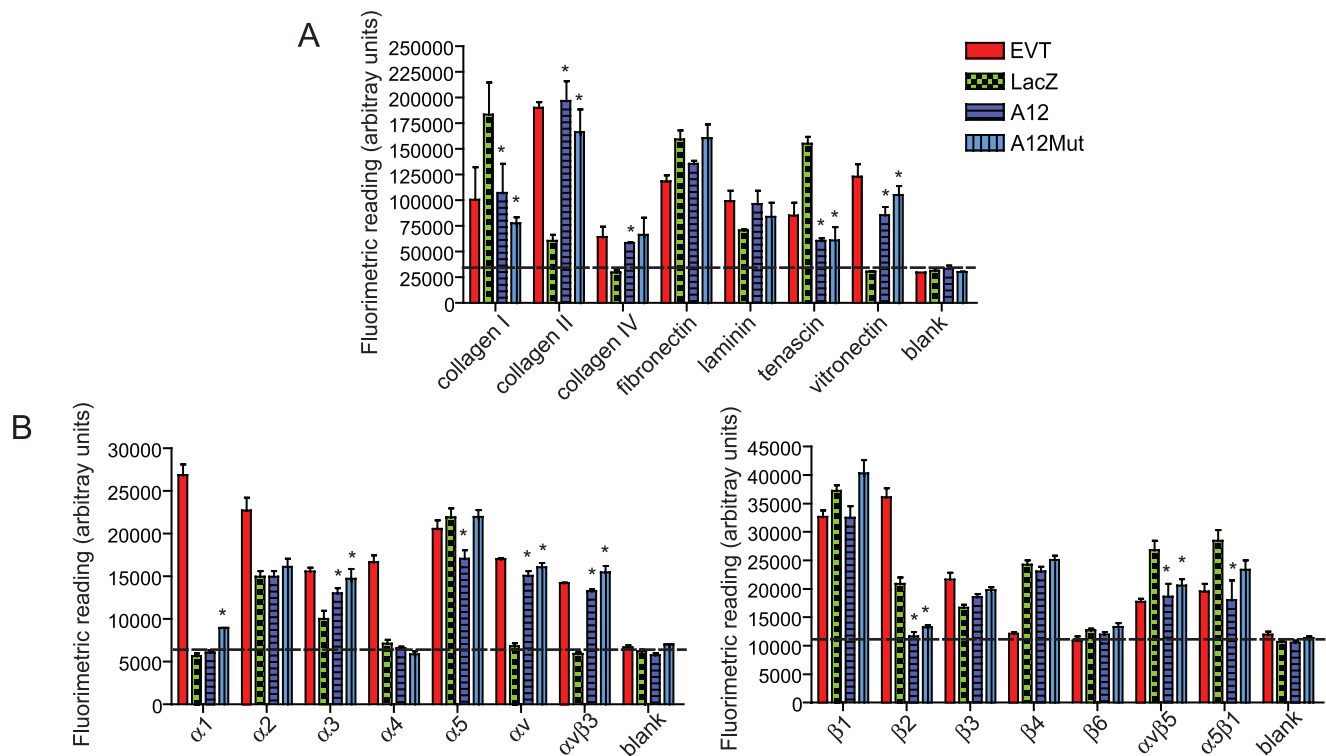 A
Fluorimetric reading (arbitray units)
250000
225000
200000
175000
150000
125000
100000
75000
50000
25000
0
* * * * * * * * *
collagen I
collagen II
collagen IV
fibronectin
laminin
tenascin
vitronectin
blank
EVT
LacZ
A12
A12Mut
B
Fluorimetric reading (arbitray units)
30000
25000
20000
15000
10000
5000
0
* * * * * * * *
α1
α2
α3
α4
α5
αv
αvβ3
blank
Fluorimetric reading (arbitray units)
45000
40000
35000
30000
25000
20000
15000
10000
5000
0
* * * * *
β1
β2
β3
β4
β6
αvβ5
α5β1
blank